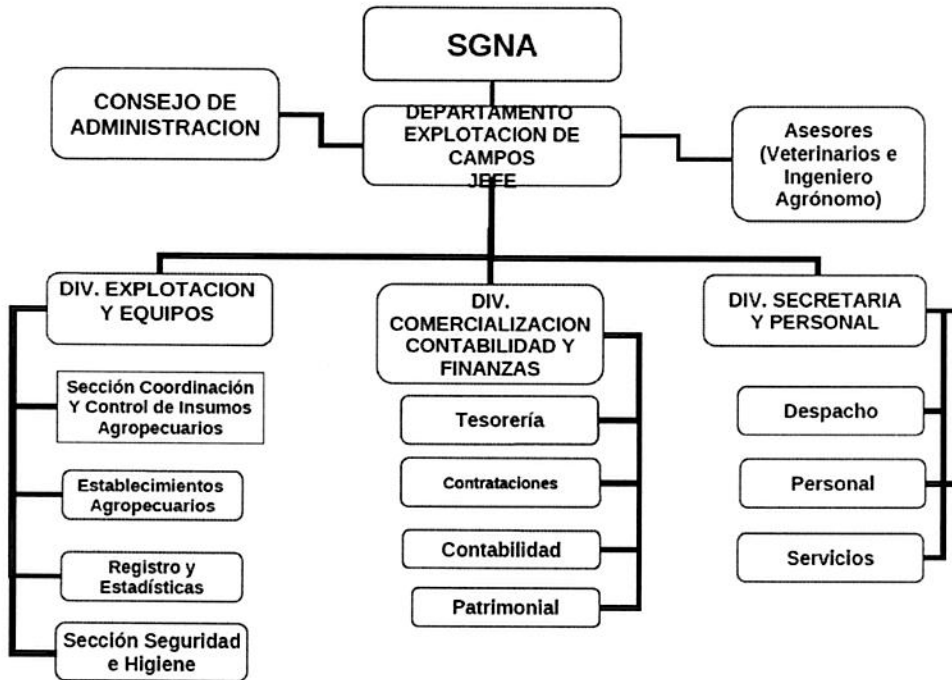 SGNA
CONSEJO DE
ADMINISTRACION
DEPARTAMENTO
EXPLOTACION DE
CAMPOS
JEFE
Asesores
(Veterinarios e
Ingeniero
Agrónomo)
DIV. EXPLOTACION
Y EQUIPOS
Sección Coordinación
Y Control de Insumos
Agropecuarios
Establecimientos
Agropecuarios
Registro y
Estadísticas
Sección Seguridad
e Higiene
DIV.
COMERCIALIZACION
CONTABILIDAD Y
FINANZAS
Tesorería
Contrataciones
Contabilidad
Patrimonial
DIV. SECRETARIA
Y PERSONAL
Despacho
Personal
Servicios